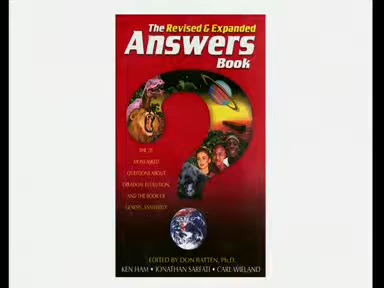 The Revised & Expanded
Answers
Book
THE 20
MOST-ASKED
QUESTIONS ABOUT
CREATION, EVOLUTION,
AND THE BOOK OF
GENESIS, ANSWERED!
EDITED BY DON BATTEN, Ph.D.
KEN HAM • JONATHAN SARFATI • CARL WIELAND